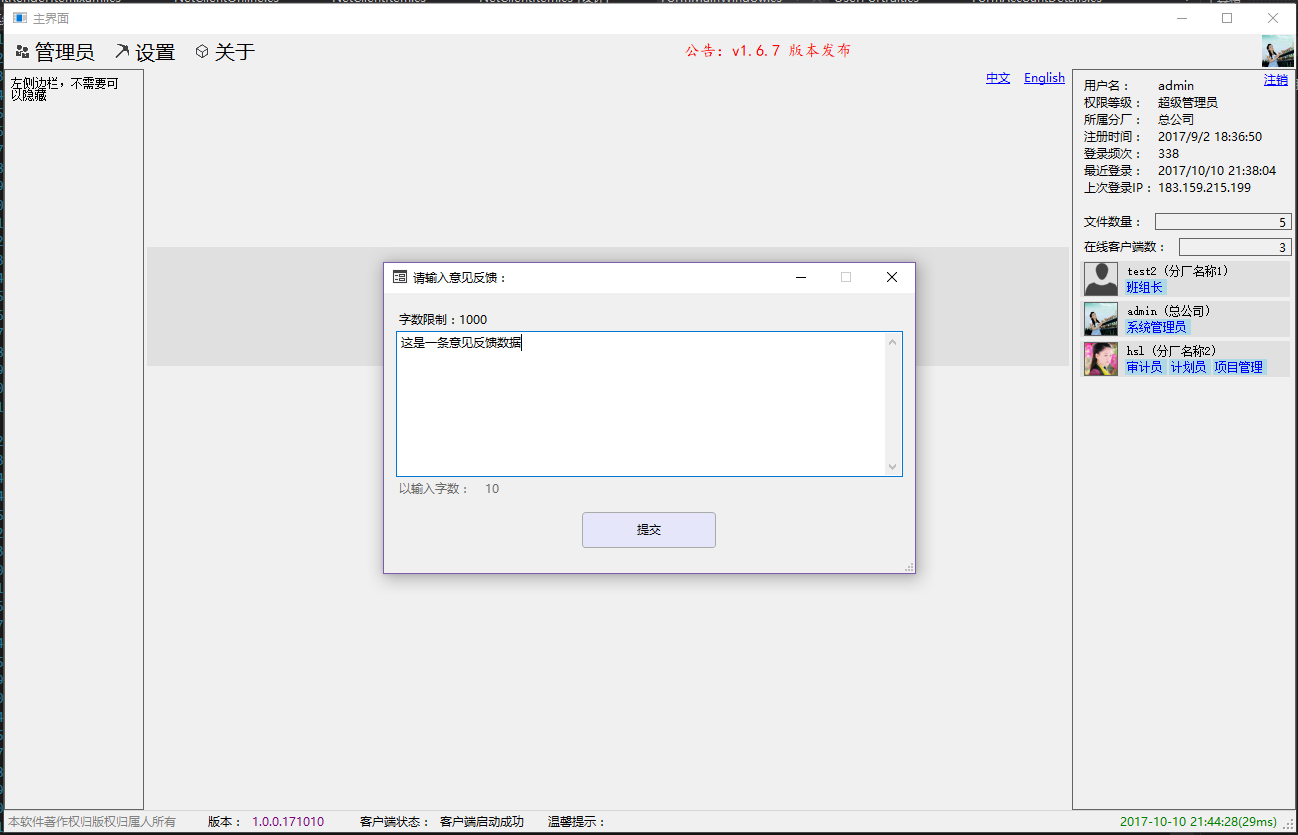 主界面
管理员 设置 关于
公告：v1.6.7 版本发布
左侧边栏，不需要可
以隐藏
中文 English
注销
用户名： admin
权限等级： 超级管理员
所属分厂： 总公司
注册时间： 2017/9/2 18:36:50
登录频次： 338
最近登录： 2017/10/10 21:38:04
上次登录IP： 183.159.215.199
文件数量： 5
在线客户端数： 3
test2（分厂名称1）
班组长
admin（总公司）
系统管理员
hsl（分厂名称2）
审计员 计划员 项目管理
请输入意见反馈：
字数限制：1000
这是一条意见反馈数据
以输入字数： 10
提交
本软件著作权归版权归属人所有 版本： 1.0.0.171010 客户端状态： 客户端启动成功 温馨提示： 2017-10-10 21:44:28(29ms)